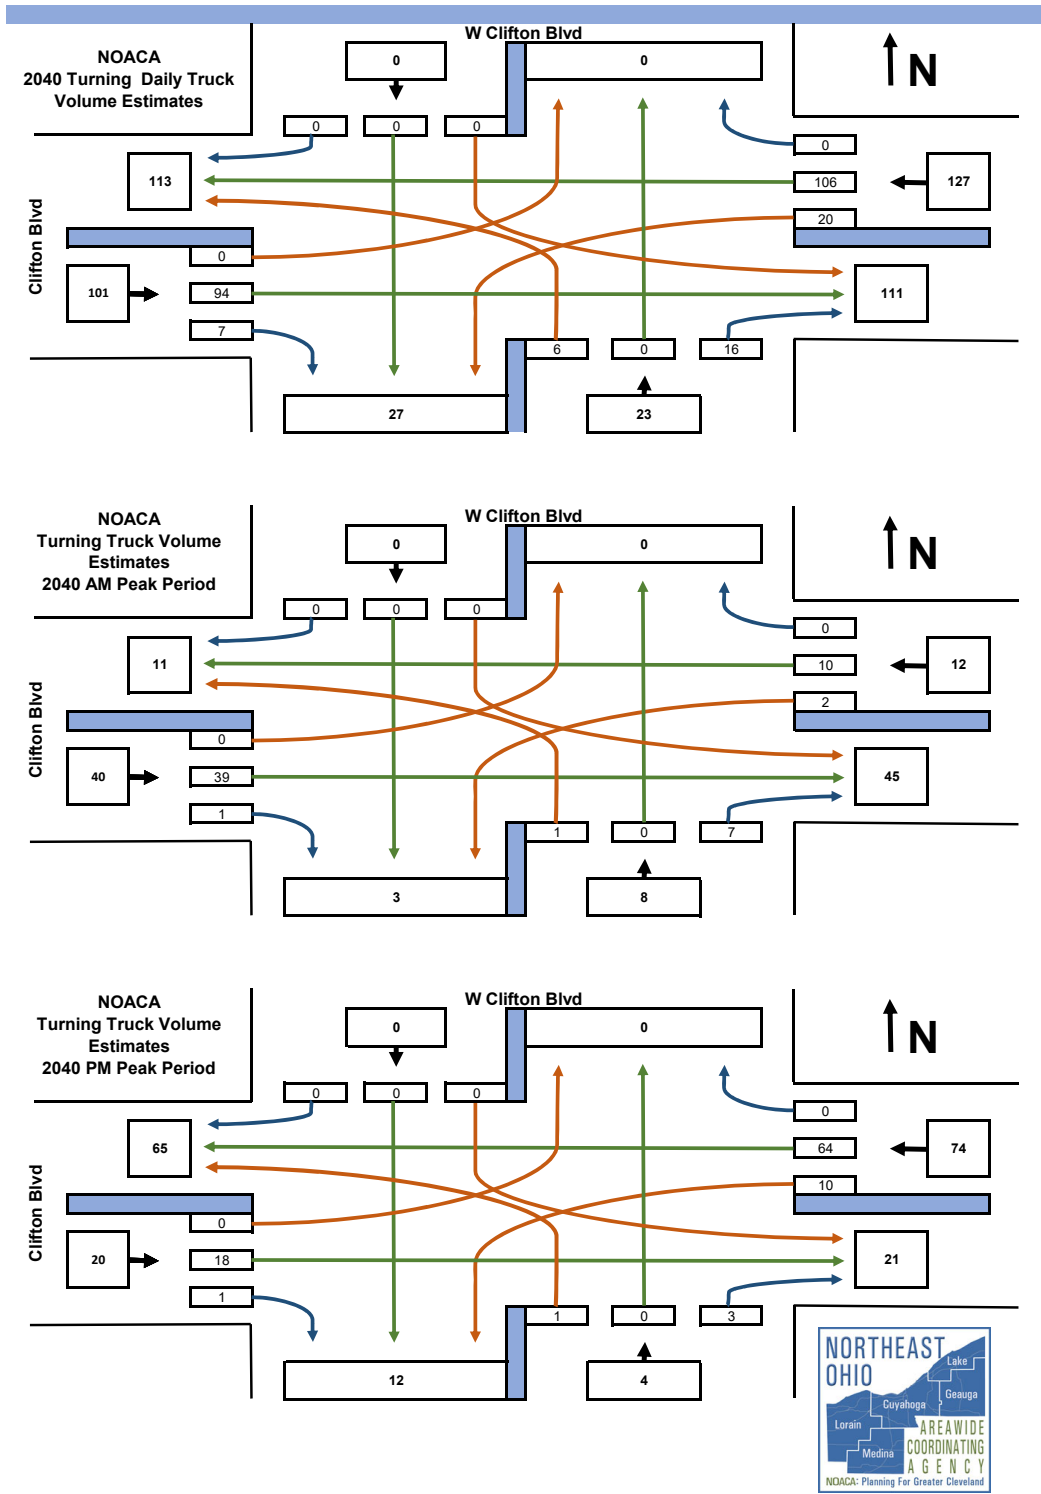 W Clifton Blvd
NOACA
2040 Turning Daily Truck
Volume Estimates
0
0
N
0
0
0
0
113
106
127
20
Clifton Blvd
0
101
94
111
7
6
0
16
27
23
W Clifton Blvd
NOACA
Turning Truck Volume
Estimates
2040 AM Peak Period
0
0
N
0
0
0
0
11
10
12
2
Clifton Blvd
0
40
39
45
1
1
0
7
3
8
W Clifton Blvd
NOACA
Turning Truck Volume
Estimates
2040 PM Peak Period
0
0
N
0
0
0
0
65
64
74
10
Clifton Blvd
0
20
18
21
1
1
0
3
12
4
NORTHEAST
OHIO
Lake
Geauga
Cuyahoga
Lorain
Medina
AREAWIDE
COORDINATING
AGENCY
NOACA: Planning For Greater Cleveland